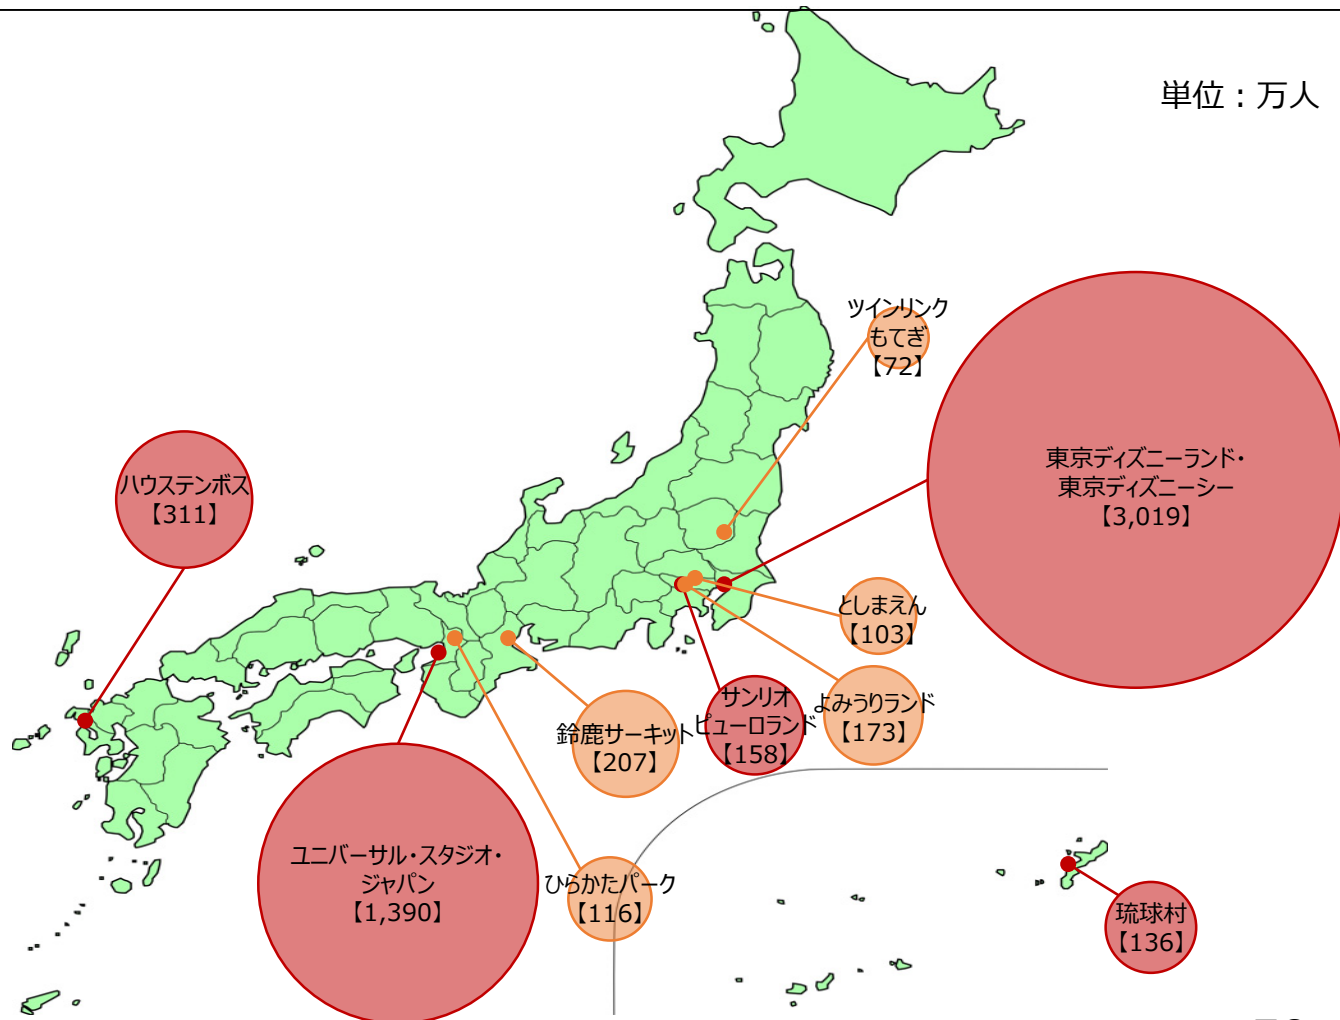 単位：万人
ツインリンク
もてぎ
【72】
東京ディズニーランド・
東京ディズニーシー
【3,019】
ハウステンボス
【311】
としまえん
【103】
サンリオ
ピューロランド
【158】
よみうりランド
【173】
鈴鹿サーキット
【207】
ユニバーサル・スタジオ・
ジャパン
【1,390】
ひらかたパーク
【116】
琉球村
【136】